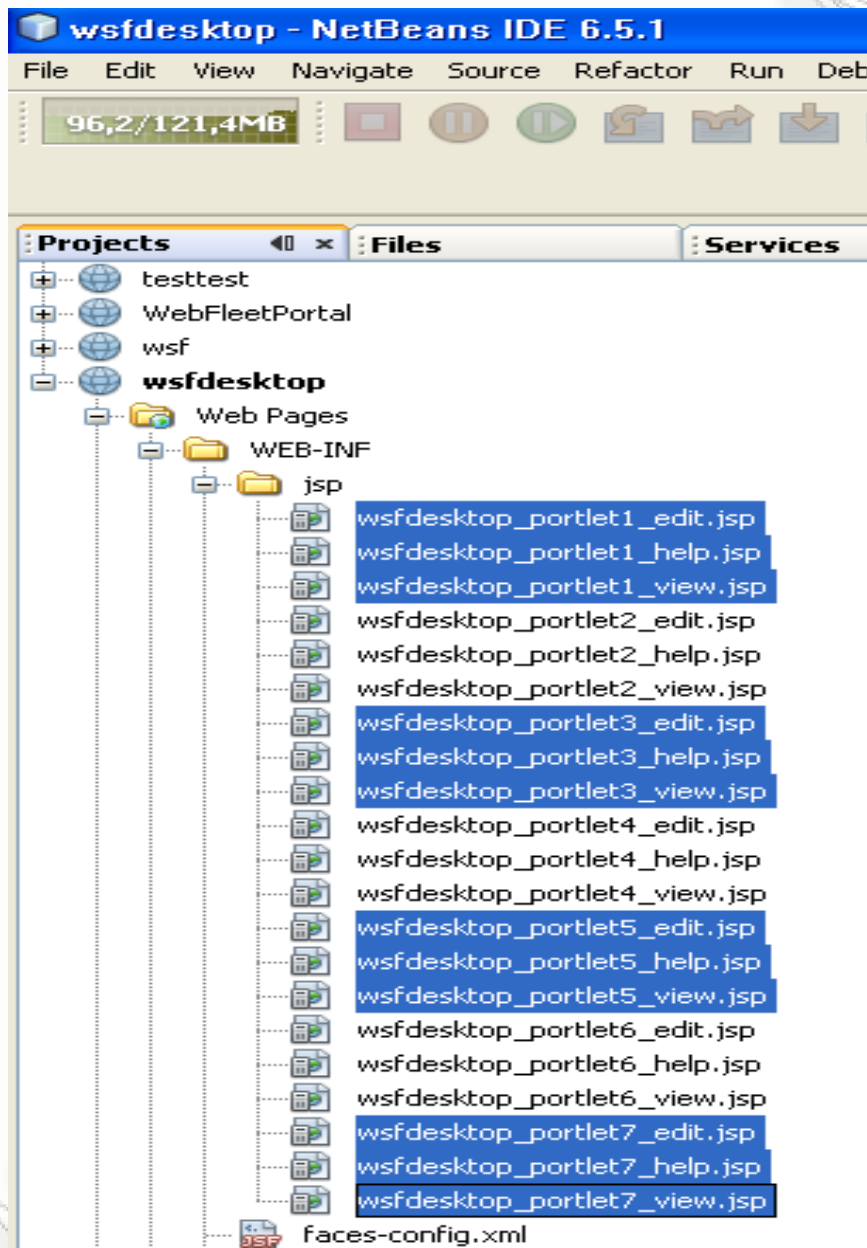 wsfdesktop - NetBeans IDE 6.5.1
File Edit View Navigate Source Refactor Run Deb
96,2/121,4MB
Projects Files Services
testtest
WebFleetPortal
wsf
wsfdesktop
Web Pages
WEB-INF
jsp
wsfdesktop_portlet1_edit.jsp
wsfdesktop_portlet1_help.jsp
wsfdesktop_portlet1_view.jsp
wsfdesktop_portlet2_edit.jsp
wsfdesktop_portlet2_help.jsp
wsfdesktop_portlet2_view.jsp
wsfdesktop_portlet3_edit.jsp
wsfdesktop_portlet3_help.jsp
wsfdesktop_portlet3_view.jsp
wsfdesktop_portlet4_edit.jsp
wsfdesktop_portlet4_help.jsp
wsfdesktop_portlet4_view.jsp
wsfdesktop_portlet5_edit.jsp
wsfdesktop_portlet5_help.jsp
wsfdesktop_portlet5_view.jsp
wsfdesktop_portlet6_edit.jsp
wsfdesktop_portlet6_help.jsp
wsfdesktop_portlet6_view.jsp
wsfdesktop_portlet7_edit.jsp
wsfdesktop_portlet7_help.jsp
wsfdesktop_portlet7_view.jsp
JSF faces-config.xml